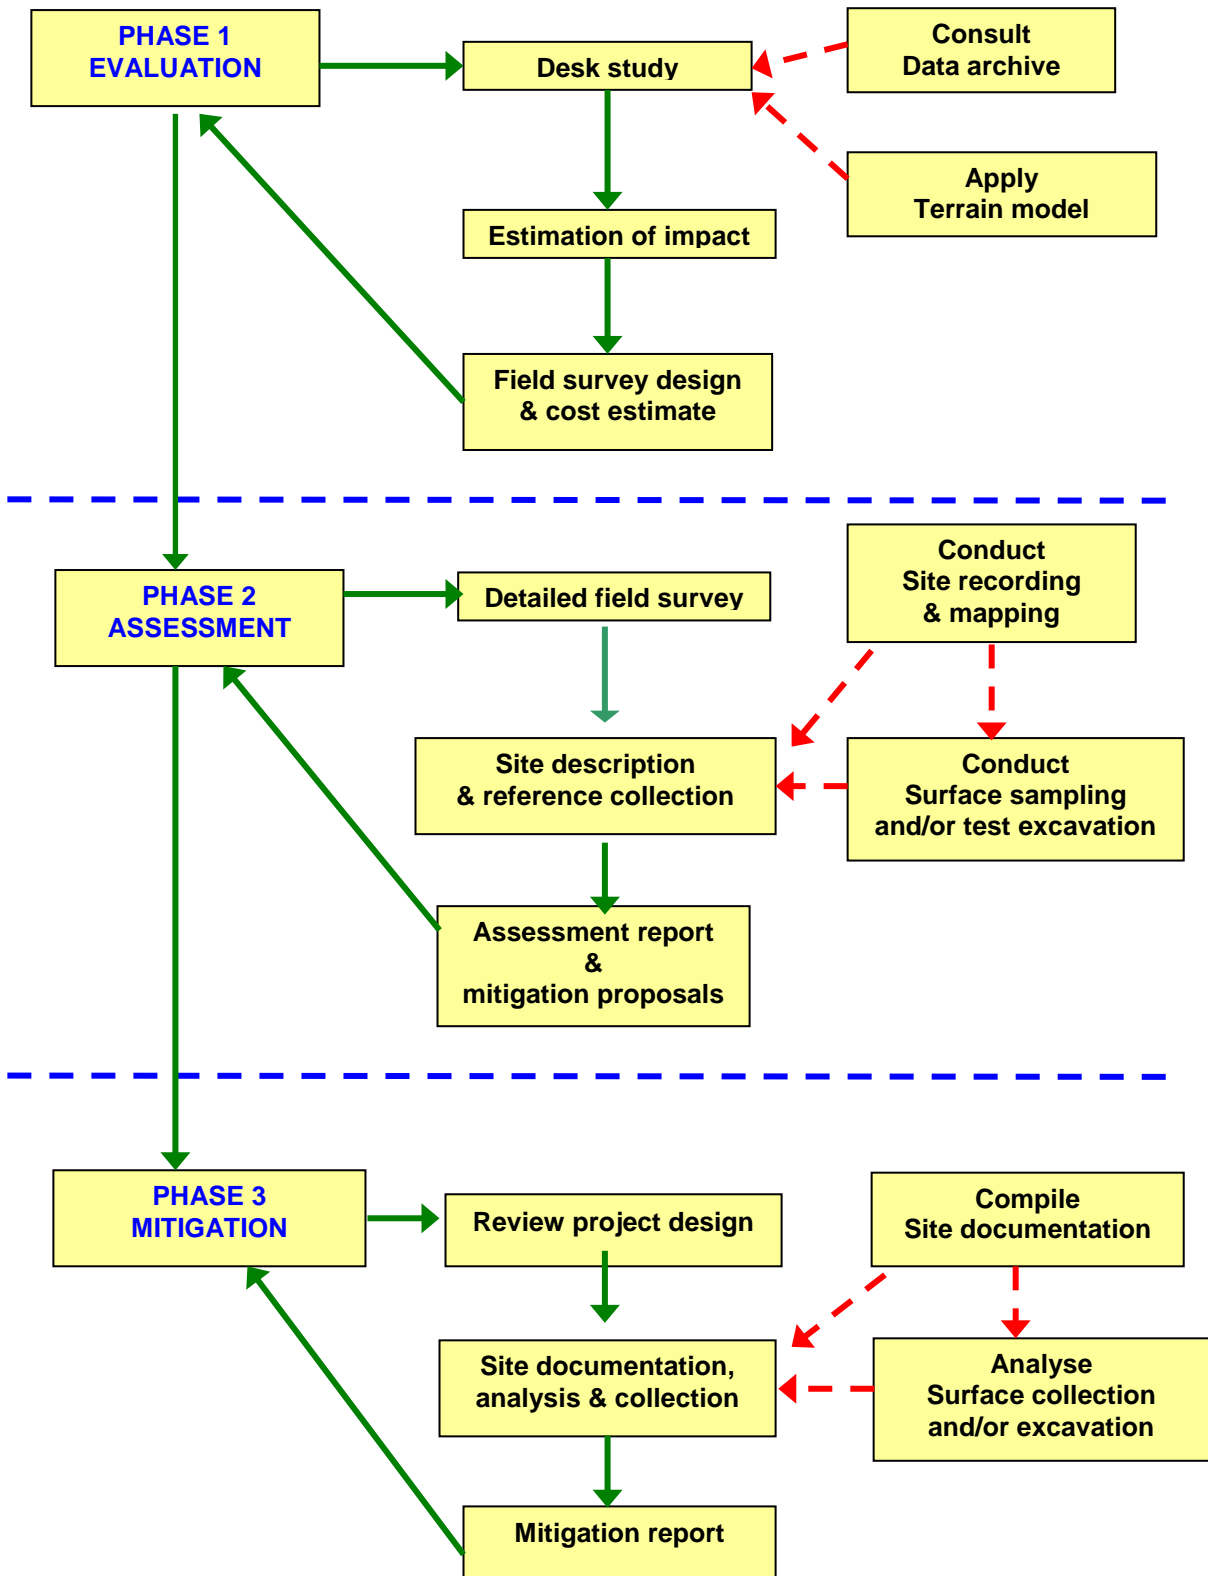 PHASE 1
EVALUATION
Desk study
Consult
Data archive
Apply
Terrain model
Estimation of impact
Field survey design
& cost estimate
PHASE 2
ASSESSMENT
Detailed field survey
Conduct
Site recording
& mapping
Site description
& reference collection
Conduct
Surface sampling
and/or test excavation
Assessment report
&
mitigation proposals
PHASE 3
MITIGATION
Review project design
Compile
Site documentation
Site documentation,
analysis & collection
Analyse
Surface collection
and/or excavation
Mitigation report